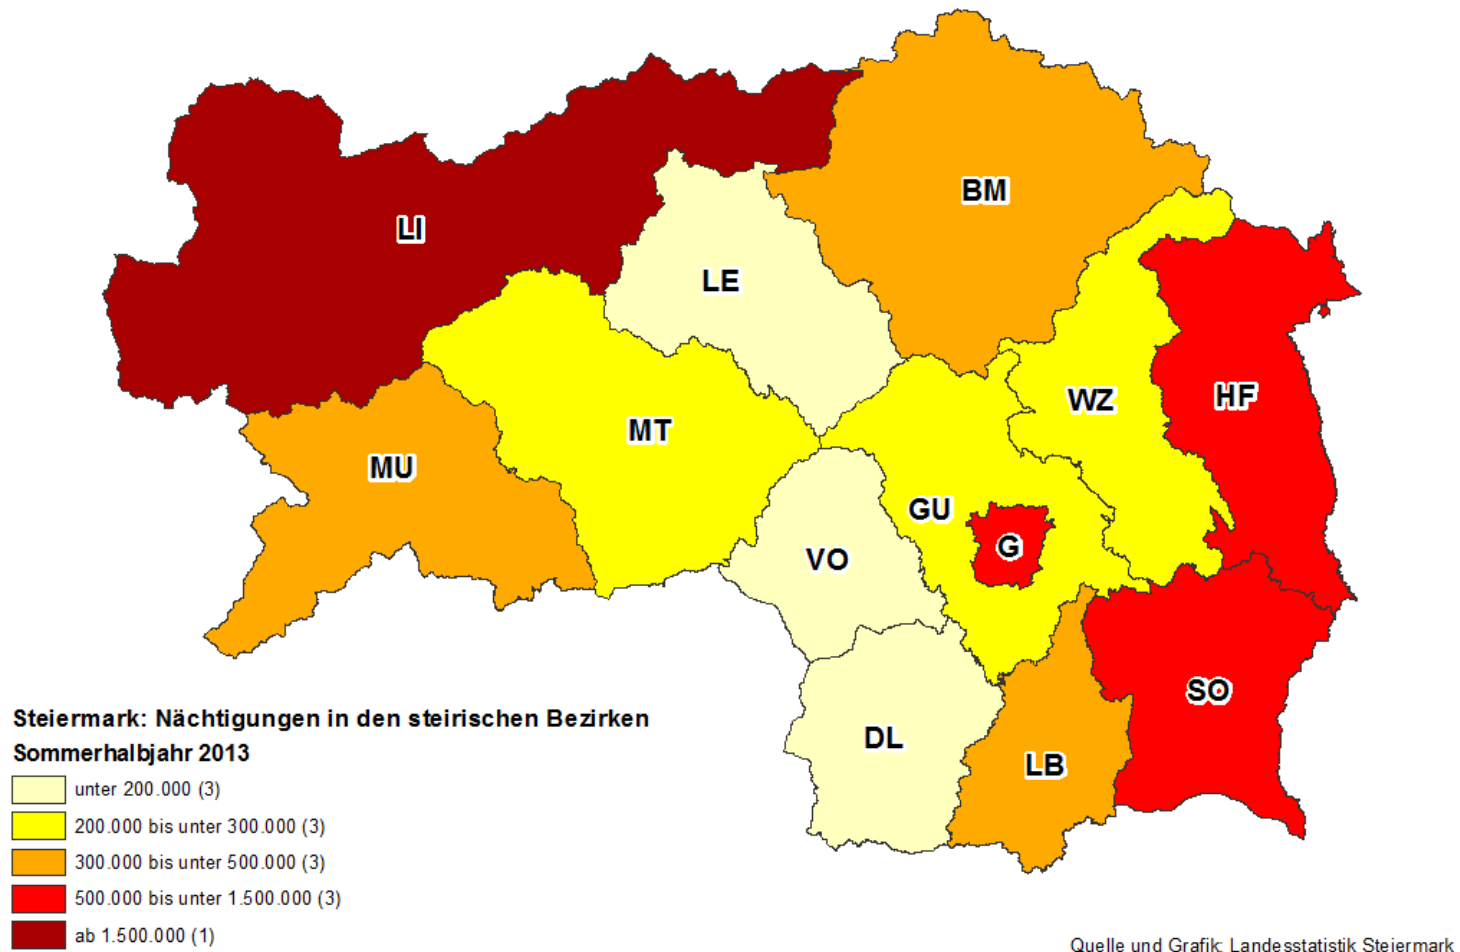 BM
LI
LE
WZ
HF
MT
MU
GU
G
VO
SO
DL
LB
Steiermark: Nächtigungen in den steirischen Bezirken
Sommerhalbjahr 2013
unter 200.000 (3)
200.000 bis unter 300.000 (3)
300.000 bis unter 500.000 (3)
500.000 bis unter 1.500.000 (3)
ab 1.500.000 (1)
Quelle und Grafik: Landesstatistik Steiermark